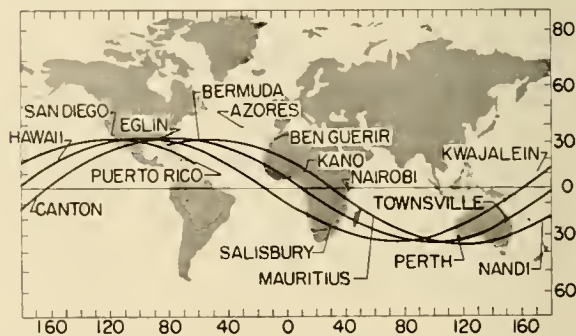 80
BERMUDA
60
SAN DIEGO
AZORES
EGLIN
HAWAII
BEN GUERIR
30
KANO
KWAJALEIN
NAIROBI
PUERTO RICO
0
CANTON
TOWNSVILLE
30
SALISBURY
MAURITIUS
PERTH
NANDI
60
160 120 80 40 0 40 80 120 160